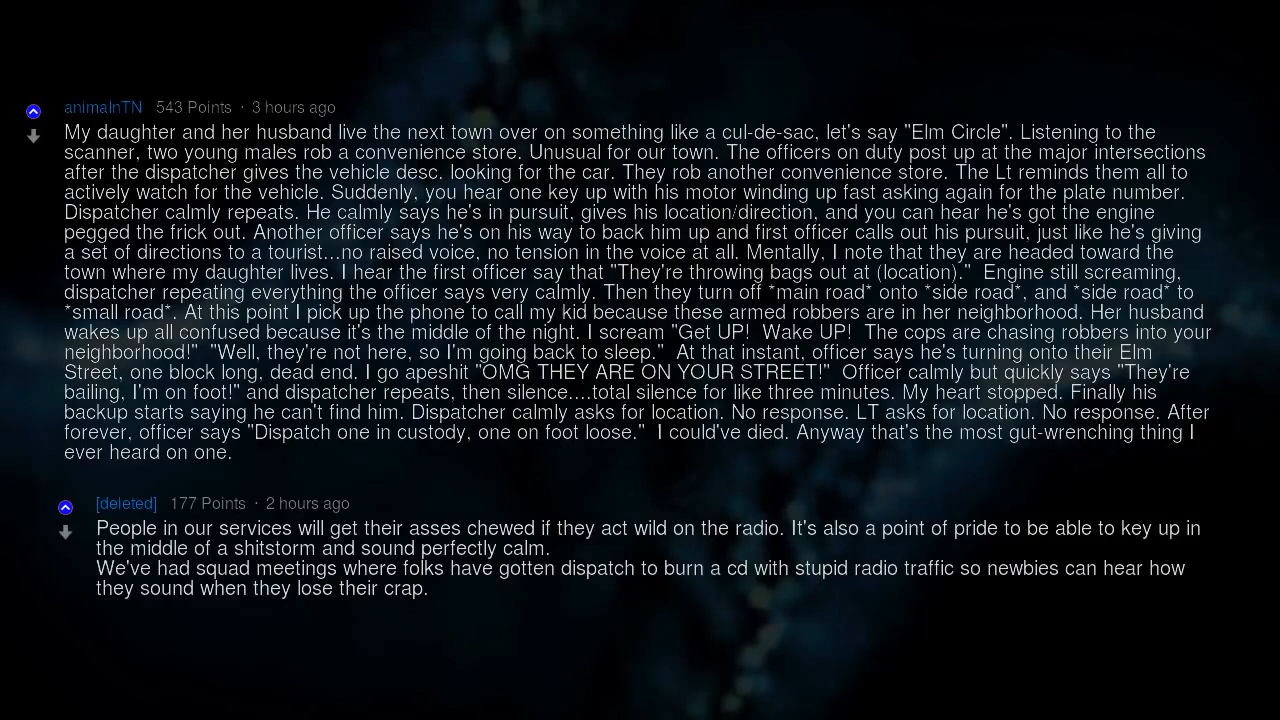 animalnTN 543 Points · 3 hours ago
My daughter and her husband live the next town over on something like a cul-de-sac, let's say "Elm Circle". Listening to the
scanner, two young males rob a convenience store. Unusual for our town. The officers on duty post up at the major intersections
after the dispatcher gives the vehicle desc. looking for the car. They rob another convenience store. The Lt reminds them all to
actively watch for the vehicle. Suddenly, you hear one key up with his motor winding up fast asking again for the plate number.
Dispatcher calmly repeats. He calmly says he's in pursuit, gives his location/direction, and you can hear he's got the engine
pegged the frick out. Another officer says he's on his way to back him up and first officer calls out his pursuit, just like he's giving
a set of directions to a tourist...no raised voice, no tension in the voice at all. Mentally, I note that they are headed toward the
town where my daughter lives. I hear the first officer say that "They're throwing bags out at (location)."  Engine still screaming,
dispatcher repeating everything the officer says very calmly. Then they turn off *main road* onto *side road*, and *side road* to
*small road*. At this point I pick up the phone to call my kid because these armed robbers are in her neighborhood. Her husband
wakes up all confused because it's the middle of the night. I scream "Get UP!  Wake UP!  The cops are chasing robbers into your
neighborhood!"  "Well, they're not here, so I'm going back to sleep."  At that instant, officer says he's turning onto their Elm
Street, one block long, dead end. I go apeshit "OMG THEY ARE ON YOUR STREET!"  Officer calmly but quickly says "They're
bailing, I'm on foot!" and dispatcher repeats, then silence....total silence for like three minutes. My heart stopped. Finally his
backup starts saying he can't find him. Dispatcher calmly asks for location. No response. LT asks for location. No response. After
forever, officer says "Dispatch one in custody, one on foot loose."  I could've died. Anyway that's the most gut-wrenching thing I
ever heard on one.
[deleted] 177 Points · 2 hours ago
People in our services will get their asses chewed if they act wild on the radio. It's also a point of pride to be able to key up in
the middle of a shitstorm and sound perfectly calm.
We've had squad meetings where folks have gotten dispatch to burn a cd with stupid radio traffic so newbies can hear how
they sound when they lose their crap.